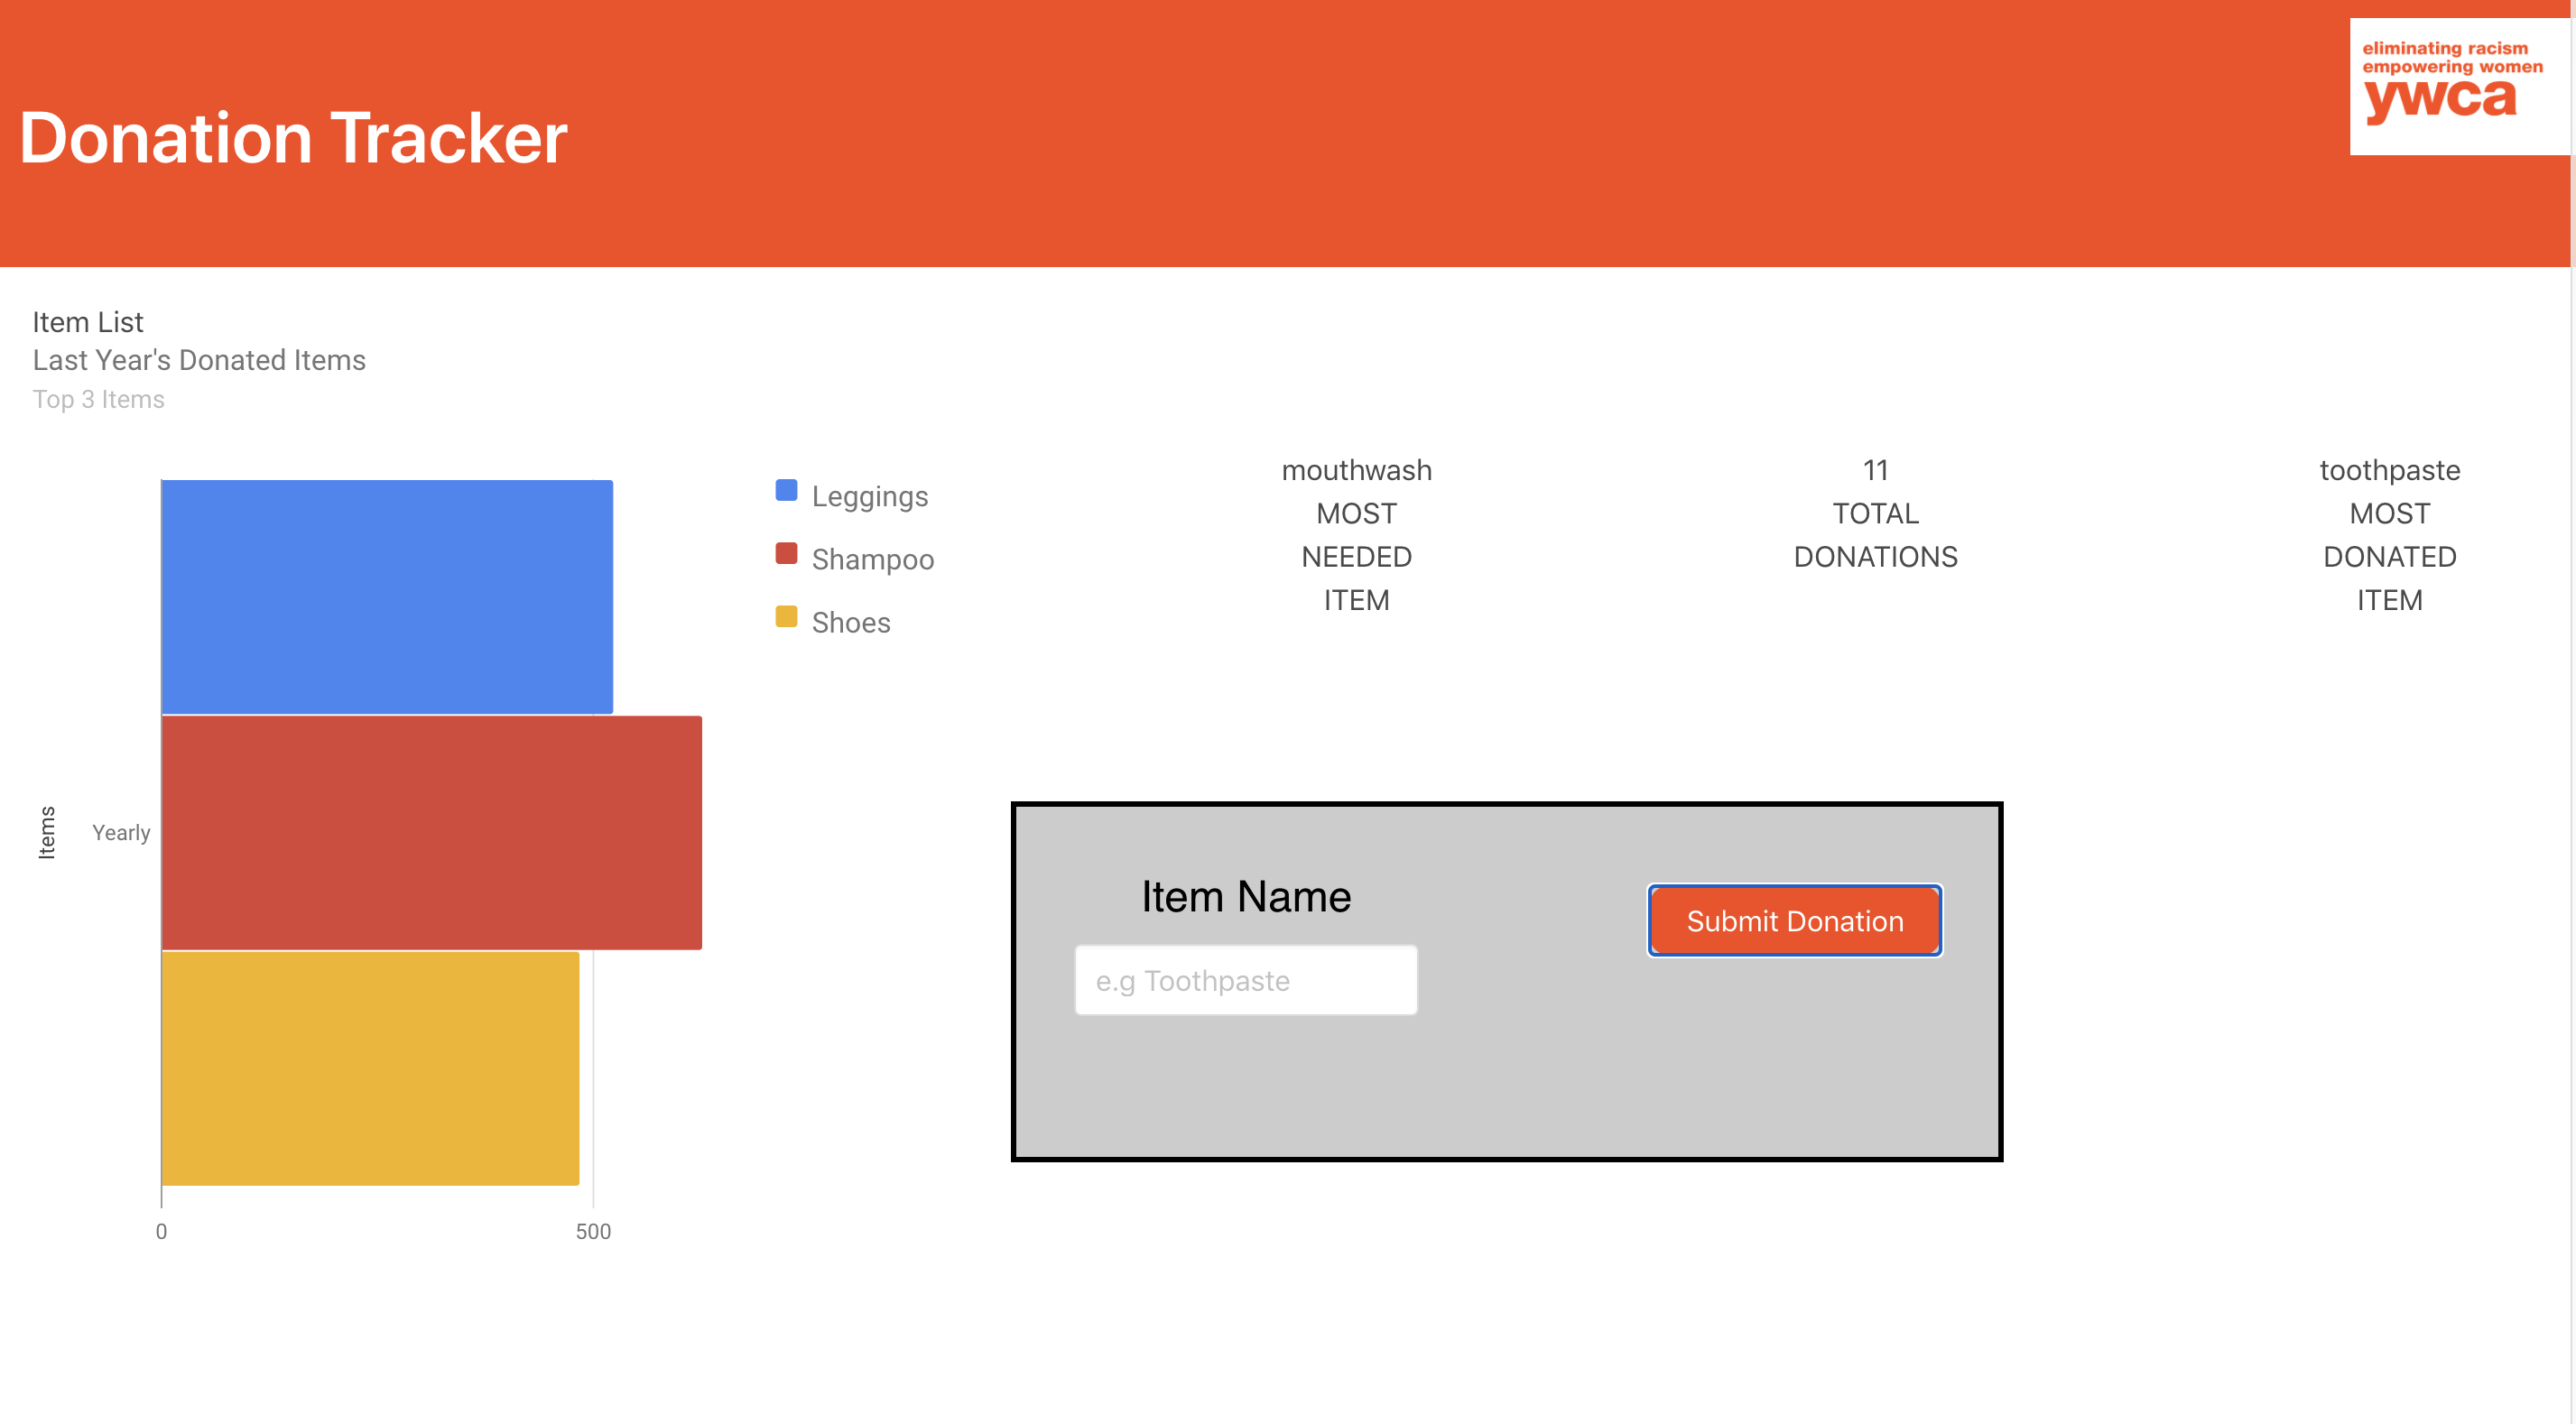 eliminating racism
empowering women
ywca
Donation Tracker
Item List
Last Year's Donated Items
Top 3 Items
Leggings
Shampoo
Shoes
mouthwash
MOST
NEEDED
ITEM
11
TOTAL
DONATIONS
toothpaste
MOST
DONATED
ITEM
Items
Yearly
Item Name
Submit Donation
e.g Toothpaste
0
500